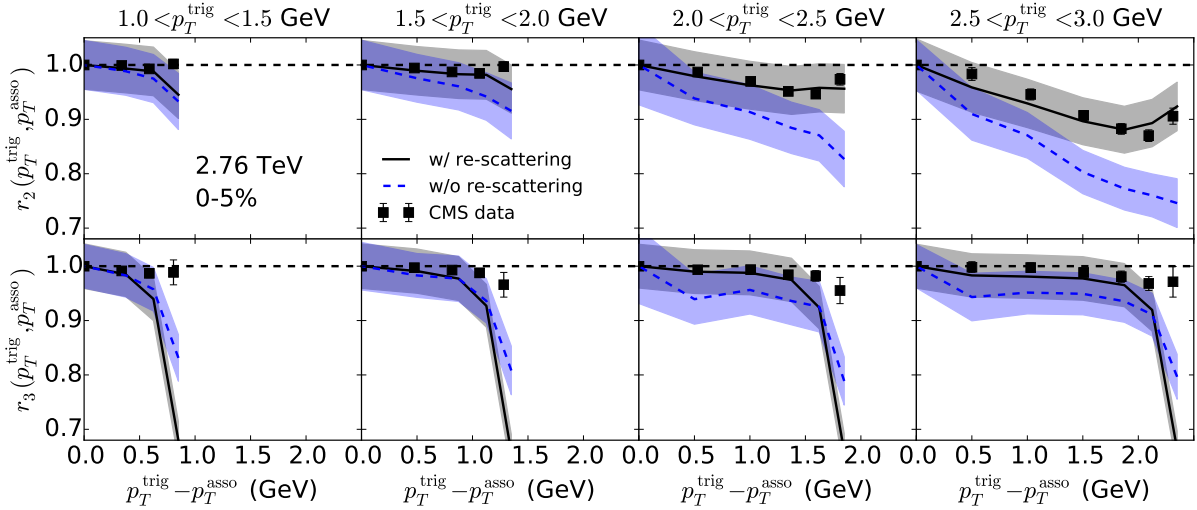 1.0 < p_T^trig < 1.5 GeV
1.5 < p_T^trig < 2.0 GeV
2.0 < p_T^trig < 2.5 GeV
2.5 < p_T^trig < 3.0 GeV
r_2(p_T^trig, p_T^asso)
1.0
0.9
0.8
0.7
2.76 TeV
0-5%
w/ re-scattering
w/o re-scattering
CMS data
r_3(p_T^trig, p_T^asso)
1.0
0.9
0.8
0.7
0.0 0.5 1.0 1.5 2.0
0.0 0.5 1.0 1.5 2.0
0.0 0.5 1.0 1.5 2.0
0.0 0.5 1.0 1.5 2.0
p_T^trig − p_T^asso (GeV)
p_T^trig − p_T^asso (GeV)
p_T^trig − p_T^asso (GeV)
p_T^trig − p_T^asso (GeV)